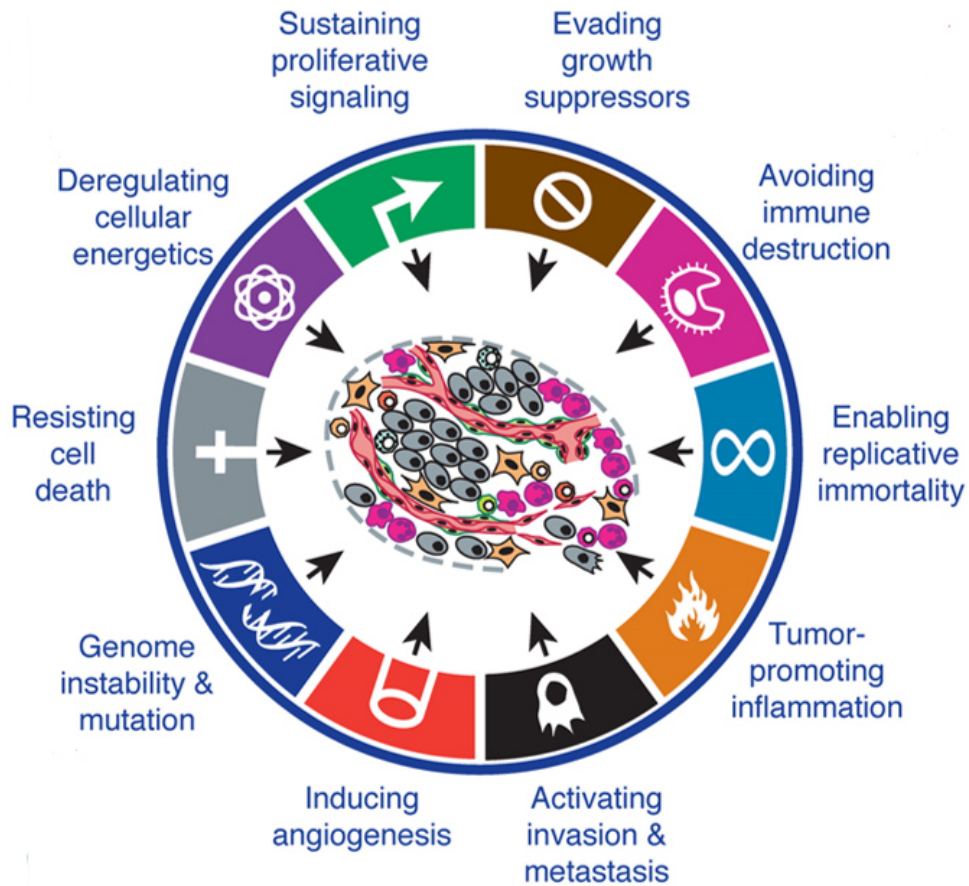 Sustaining
proliferative
signaling
Evading
growth
suppressors
Avoiding
immune
destruction
Enabling
replicative
immortality
Tumor-
promoting
inflammation
Activating
invasion &
metastasis
Inducing
angiogenesis
Genome
instability &
mutation
Resisting
cell
death
Deregulating
cellular
energetics